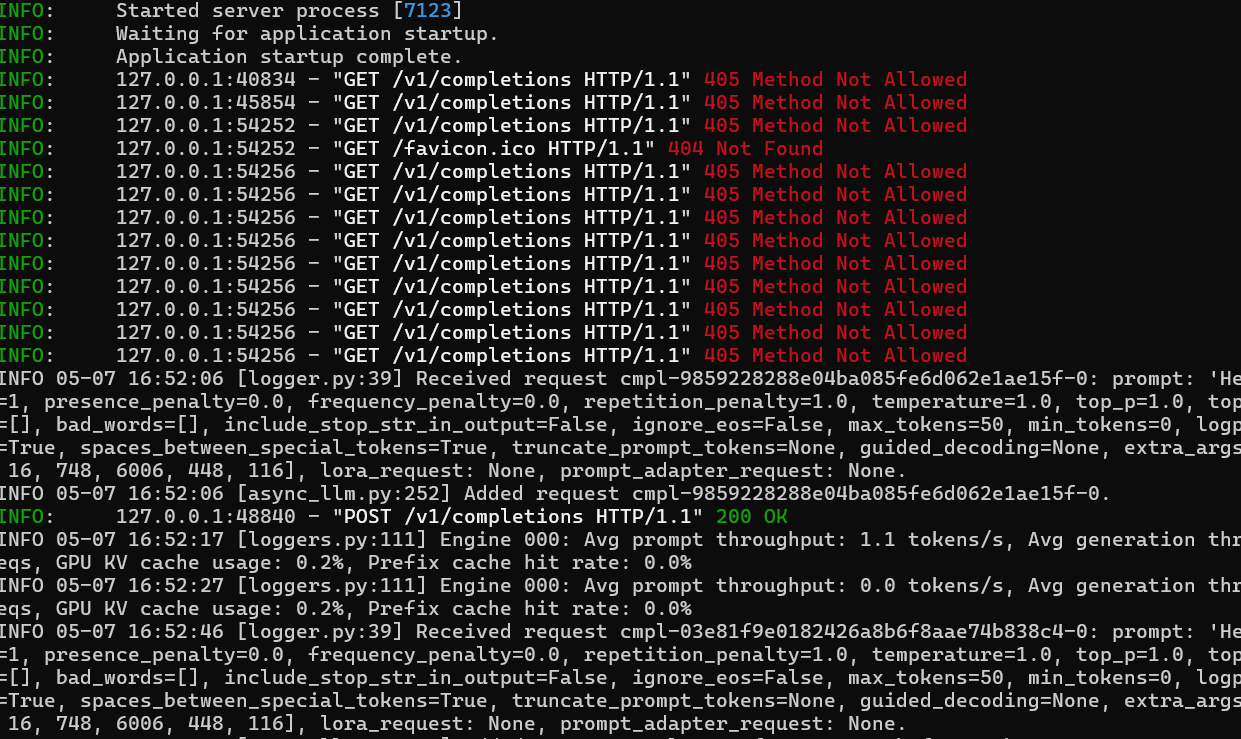 INFO:     Started server process [7123]
INFO:     Waiting for application startup.
INFO:     Application startup complete.
INFO:     127.0.0.1:40834 - "GET /v1/completions HTTP/1.1" 405 Method Not Allowed
INFO:     127.0.0.1:45854 - "GET /v1/completions HTTP/1.1" 405 Method Not Allowed
INFO:     127.0.0.1:54252 - "GET /v1/completions HTTP/1.1" 405 Method Not Allowed
INFO:     127.0.0.1:54252 - "GET /favicon.ico HTTP/1.1" 404 Not Found
INFO:     127.0.0.1:54256 - "GET /v1/completions HTTP/1.1" 405 Method Not Allowed
INFO:     127.0.0.1:54256 - "GET /v1/completions HTTP/1.1" 405 Method Not Allowed
INFO:     127.0.0.1:54256 - "GET /v1/completions HTTP/1.1" 405 Method Not Allowed
INFO:     127.0.0.1:54256 - "GET /v1/completions HTTP/1.1" 405 Method Not Allowed
INFO:     127.0.0.1:54256 - "GET /v1/completions HTTP/1.1" 405 Method Not Allowed
INFO:     127.0.0.1:54256 - "GET /v1/completions HTTP/1.1" 405 Method Not Allowed
INFO:     127.0.0.1:54256 - "GET /v1/completions HTTP/1.1" 405 Method Not Allowed
INFO:     127.0.0.1:54256 - "GET /v1/completions HTTP/1.1" 405 Method Not Allowed
INFO:     127.0.0.1:54256 - "GET /v1/completions HTTP/1.1" 405 Method Not Allowed
INFO 05-07 16:52:06 [logger.py:39] Received request cmpl-9859228288e04ba085fe6d062e1ae15f-0: prompt: 'He
=1, presence_penalty=0.0, frequency_penalty=0.0, repetition_penalty=1.0, temperature=1.0, top_p=1.0, top
=[], bad_words=[], include_stop_str_in_output=False, ignore_eos=False, max_tokens=50, min_tokens=0, logp
=True, spaces_between_special_tokens=True, truncate_prompt_tokens=None, guided_decoding=None, extra_args
16, 748, 6006, 448, 116], lora_request: None, prompt_adapter_request: None.
INFO 05-07 16:52:06 [async_llm.py:252] Added request cmpl-9859228288e04ba085fe6d062e1ae15f-0.
INFO:     127.0.0.1:48840 - "POST /v1/completions HTTP/1.1" 200 OK
INFO 05-07 16:52:17 [loggers.py:111] Engine 000: Avg prompt throughput: 1.1 tokens/s, Avg generation thr
eqs, GPU KV cache usage: 0.2%, Prefix cache hit rate: 0.0%
INFO 05-07 16:52:27 [loggers.py:111] Engine 000: Avg prompt throughput: 0.0 tokens/s, Avg generation thr
eqs, GPU KV cache usage: 0.2%, Prefix cache hit rate: 0.0%
INFO 05-07 16:52:46 [logger.py:39] Received request cmpl-03e81f9e0182426a8b6f8aae74b838c4-0: prompt: 'He
=1, presence_penalty=0.0, frequency_penalty=0.0, repetition_penalty=1.0, temperature=1.0, top_p=1.0, top
=[], bad_words=[], include_stop_str_in_output=False, ignore_eos=False, max_tokens=50, min_tokens=0, logp
=True, spaces_between_special_tokens=True, truncate_prompt_tokens=None, guided_decoding=None, extra_args
16, 748, 6006, 448, 116], lora_request: None, prompt_adapter_request: None.